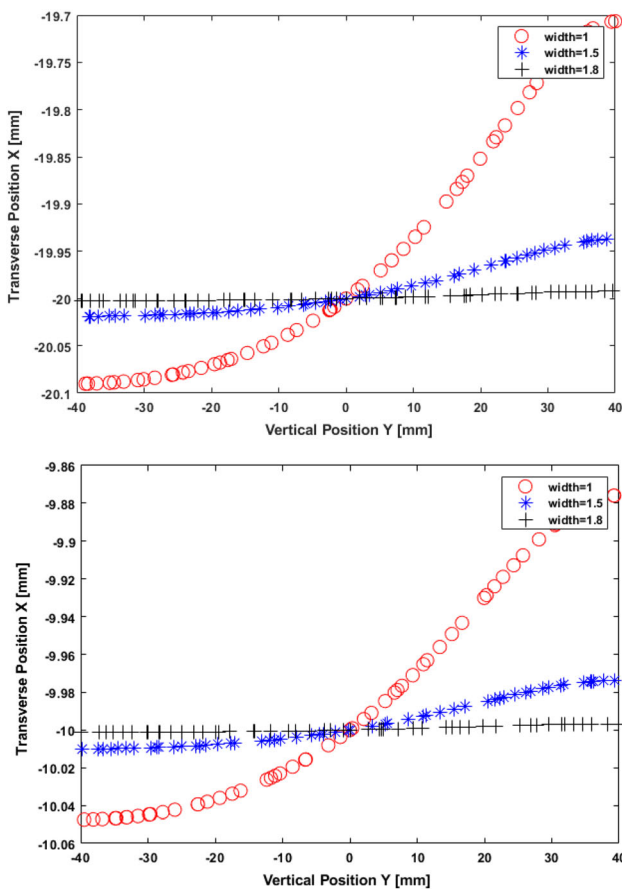 -19.7
-19.8
-19.85
-19.9
-19.95
-20
-20.05
-20.1
Transverse Position X [mm]
width=1
width=1.5
width=1.8
-40 -30 -20 -10 0 10 20 30 40
Vertical Position Y [mm]
-9.86
-9.88
-9.9
-9.92
-9.94
-9.96
-9.98
-10
-10.02
-10.04
-10.06
Transverse Position X [mm]
width=1
width=1.5
width=1.8
-40 -30 -20 -10 0 10 20 30 40
Vertical Position Y [mm]